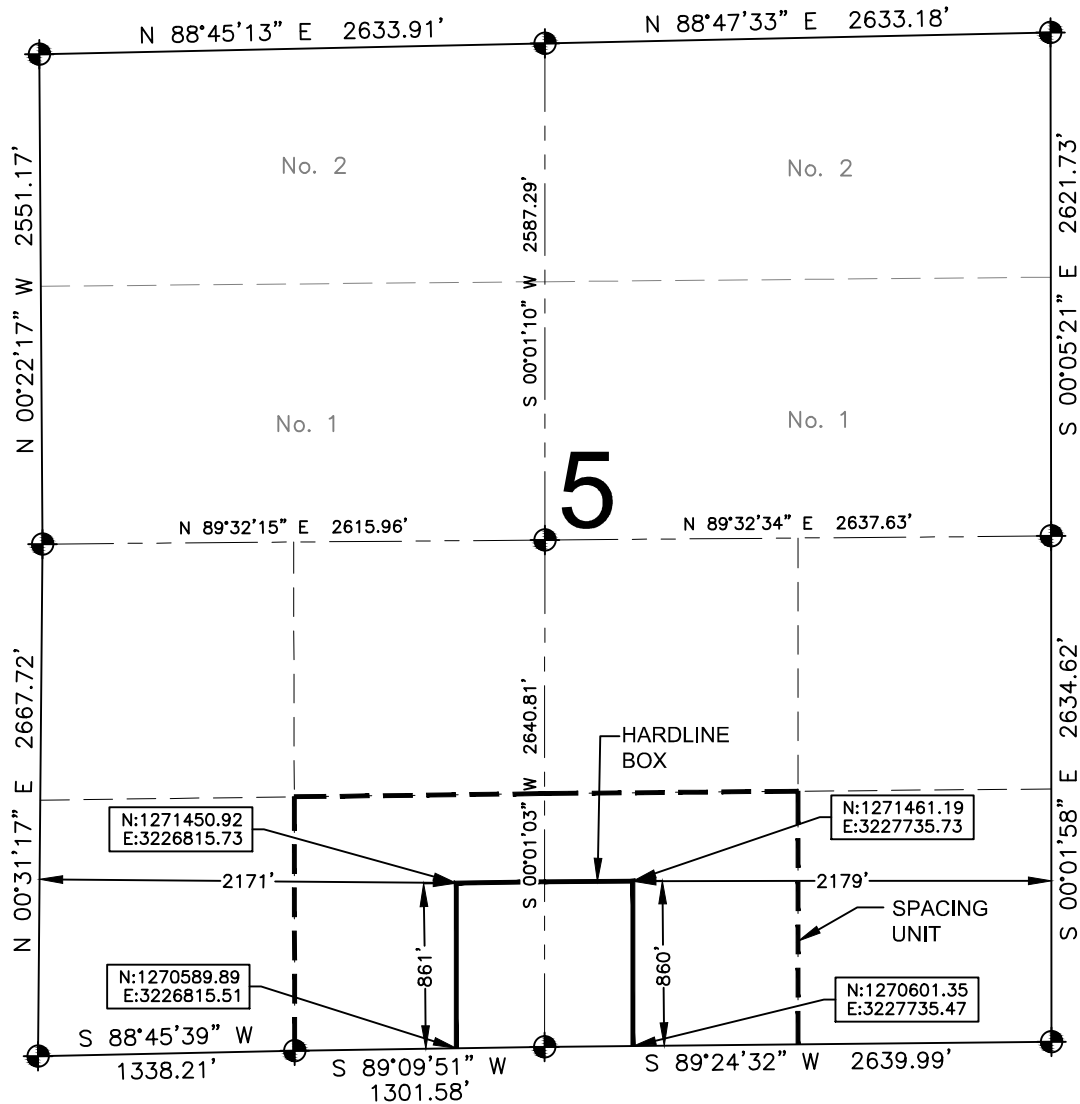 N 88°45'13" E 2633.91'
N 88°47'33" E 2633.18'
N 00°22'17" W 2551.17'
No. 2
S 00°01'10" W 2587.29'
No. 2
S 00°05'21" E 2621.73'
No. 1
No. 1
5
N 89°32'15" E 2615.96'
N 89°32'34" E 2637.63'
N 00°31'17" E 2667.72'
S 00°01'03" W 2640.81'
S 00°01'58" E 2634.62'
HARDLINE
BOX
N:1271450.92
E:3226815.73
N:1271461.19
E:3227735.73
2171'
2179'
SPACING
UNIT
861'
860'
N:1270589.89
E:3226815.51
N:1270601.35
E:3227735.47
S 88°45'39" W
1338.21'
S 89°09'51" W
1301.58'
S 89°24'32" W 2639.99'